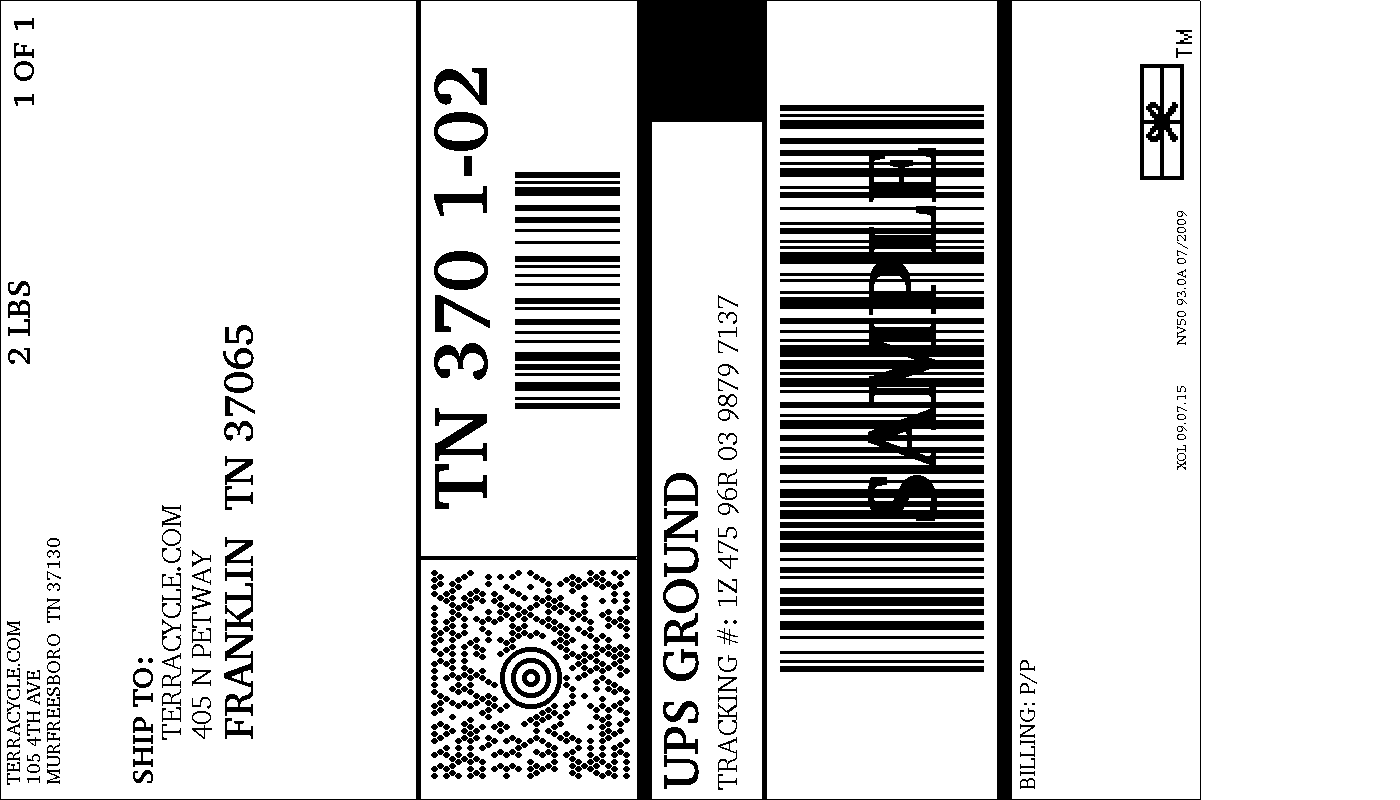 TERRACYCLE.COM
105 4TH AVE
MURFREESBORO  TN 37130
2 LBS
1 OF 1
SHIP TO:
TERRACYCLE.COM
405 N PETWAY
FRANKLIN  TN 37065
TN 370 1-02
UPS GROUND
TRACKING #: 1Z 475 96R 03 9879 7137
SAMPLE
BILLING: P/P
XOL 09.07.15
NV50 93.0A 07/2009
TM